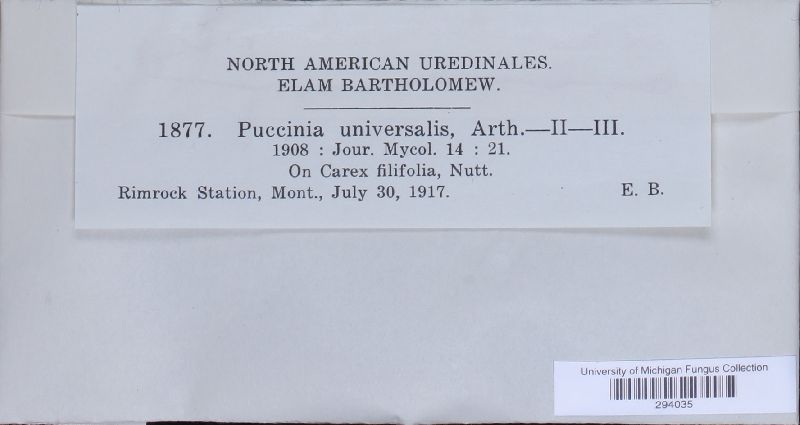 NORTH AMERICAN UREDINALES.
ELAM BARTHOLOMEW.
1877. Puccinia universalis, Arth.—II—III.
1908 : Jour. Mycol. 14 : 21.
On Carex filifolia, Nutt.
Rimrock Station, Mont., July 30, 1917. E. B.
University of Michigan Fungus Collection
294035